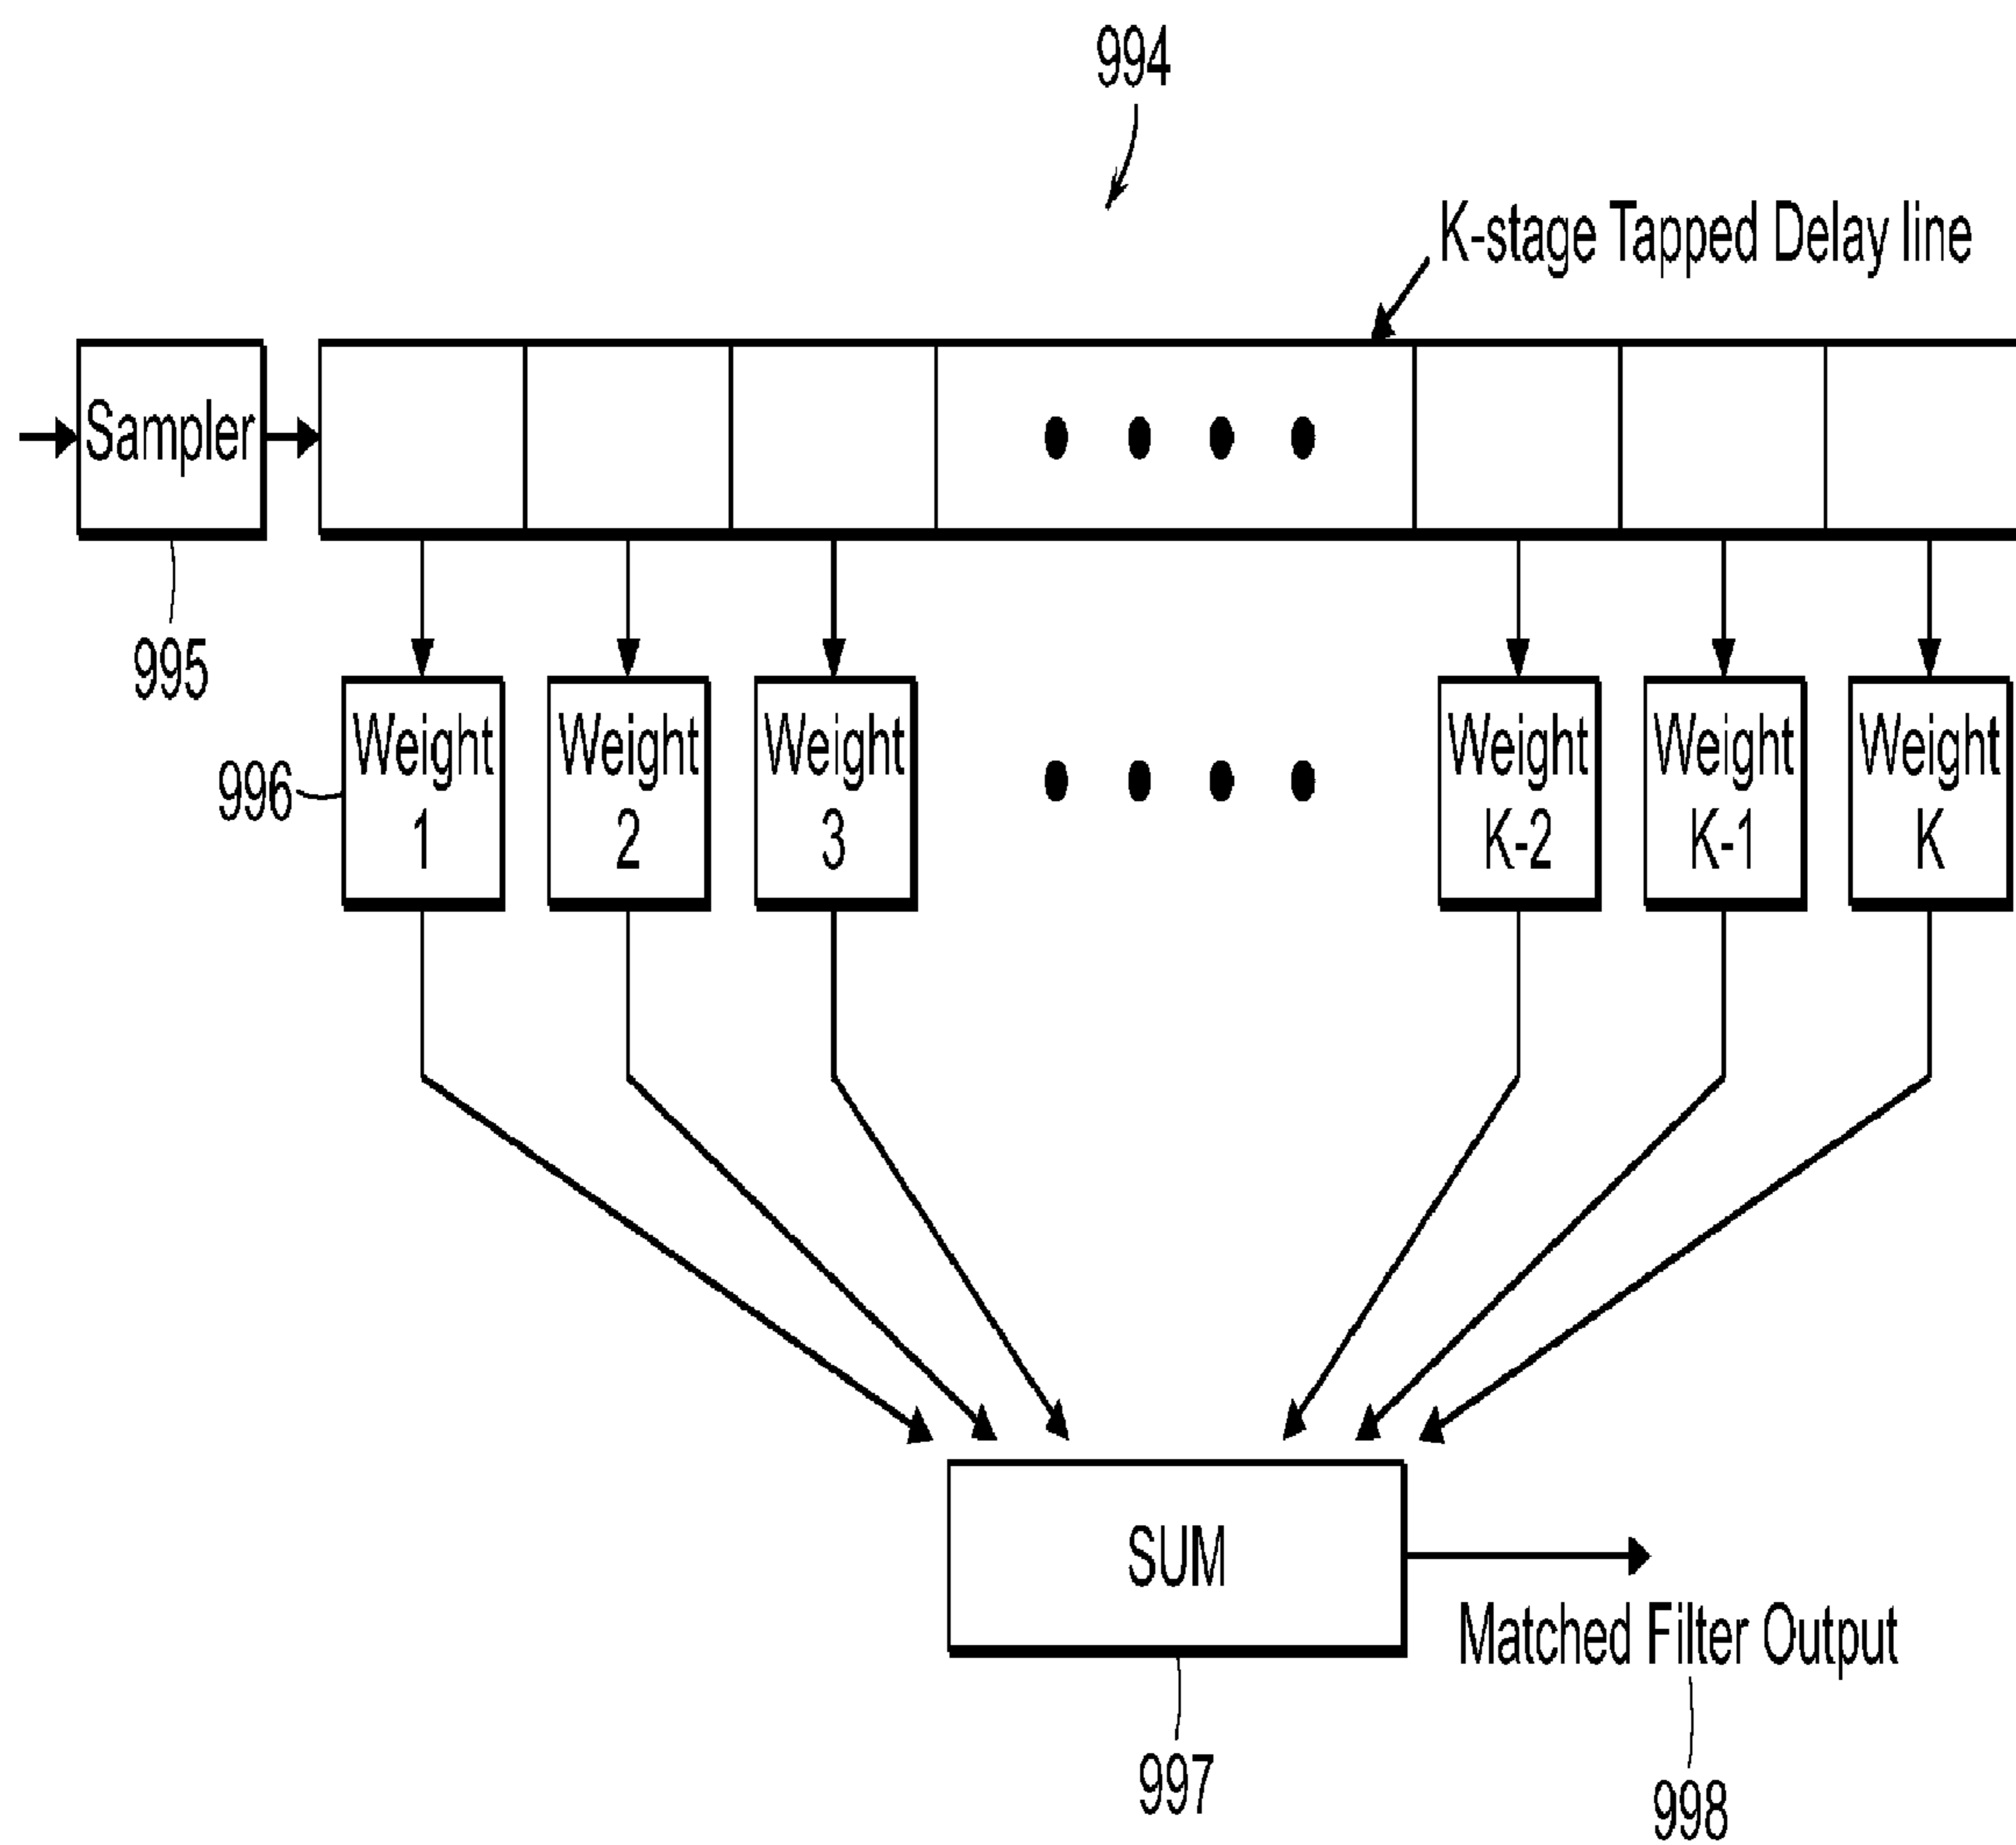 994
K-stage Tapped Delay line
Sampler
995
996
Weight
1
Weight
2
Weight
3
Weight
K-2
Weight
K-1
Weight
K
SUM
Matched Filter Output
997
998